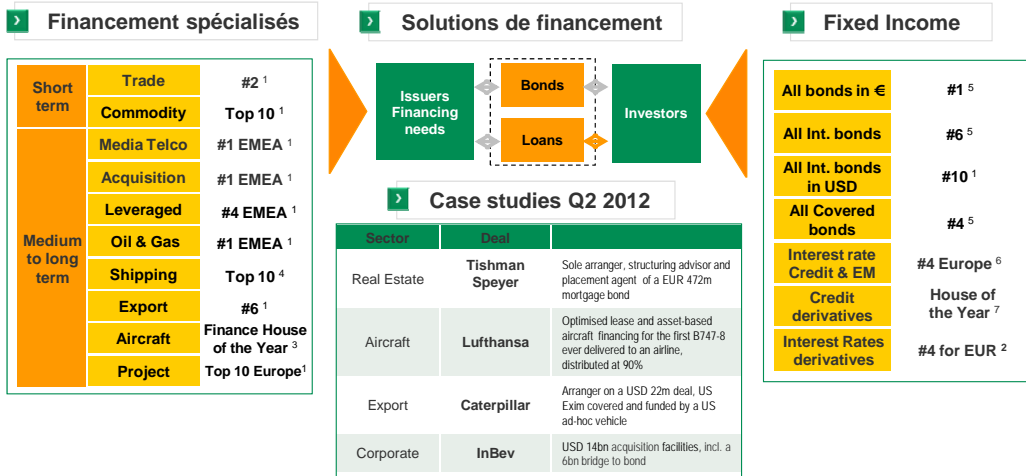 Financement spécialisés
Short term
Trade #2 ¹
Commodity Top 10 ¹
Medium to long term
Media Telco #1 EMEA ¹
Acquisition #1 EMEA ¹
Leveraged #4 EMEA ¹
Oil & Gas #1 EMEA ¹
Shipping Top 10 ⁴
Export #6 ¹
Aircraft Finance House of the Year ³
Project Top 10 Europe¹
Solutions de financement
Issuers
Financing
needs
Bonds
Loans
Investors
Case studies Q2 2012
Sector Deal
Real Estate
Tishman
Speyer
Sole arranger, structuring advisor and
placement agent of a EUR 472m
mortgage bond
Aircraft
Lufthansa
Optimised lease and asset-based
aircraft financing for the first B747-8
ever delivered to an airline,
distributed at 90%
Export
Caterpillar
Arranger on a USD 22m deal, US
Exim covered and funded by a US
ad-hoc vehicle
Corporate
InBev
USD 14bn acquisition facilities, incl. a
6bn bridge to bond
Fixed Income
All bonds in € #1 ⁵
All Int. bonds #6 ⁵
All Int. bonds
in USD
#10 ¹
All Covered
bonds
#4 ⁵
Interest rate
Credit & EM
#4 Europe ⁶
Credit
derivatives
House of
the Year ⁷
Interest Rates
derivatives
#4 for EUR ²